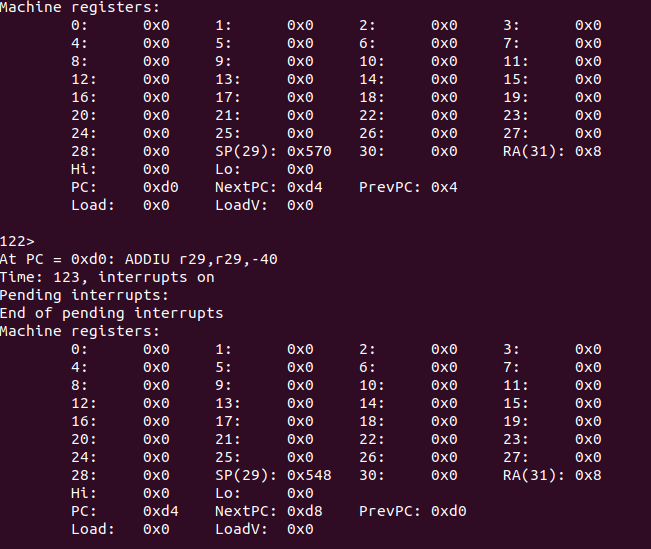 Machine registers:
0: 0x0 1: 0x0 2: 0x0 3: 0x0
4: 0x0 5: 0x0 6: 0x0 7: 0x0
8: 0x0 9: 0x0 10: 0x0 11: 0x0
12: 0x0 13: 0x0 14: 0x0 15: 0x0
16: 0x0 17: 0x0 18: 0x0 19: 0x0
20: 0x0 21: 0x0 22: 0x0 23: 0x0
24: 0x0 25: 0x0 26: 0x0 27: 0x0
28: 0x0 SP(29): 0x570 30: 0x0 RA(31): 0x8
Hi: 0x0 Lo: 0x0
PC: 0xd0 NextPC: 0xd4 PrevPC: 0x4
Load: 0x0 LoadV: 0x0
122>
At PC = 0xd0: ADDIU r29,r29,-40
Time: 123, interrupts on
Pending interrupts:
End of pending interrupts
Machine registers:
0: 0x0 1: 0x0 2: 0x0 3: 0x0
4: 0x0 5: 0x0 6: 0x0 7: 0x0
8: 0x0 9: 0x0 10: 0x0 11: 0x0
12: 0x0 13: 0x0 14: 0x0 15: 0x0
16: 0x0 17: 0x0 18: 0x0 19: 0x0
20: 0x0 21: 0x0 22: 0x0 23: 0x0
24: 0x0 25: 0x0 26: 0x0 27: 0x0
28: 0x0 SP(29): 0x548 30: 0x0 RA(31): 0x8
Hi: 0x0 Lo: 0x0
PC: 0xd4 NextPC: 0xd8 PrevPC: 0xd0
Load: 0x0 LoadV: 0x0